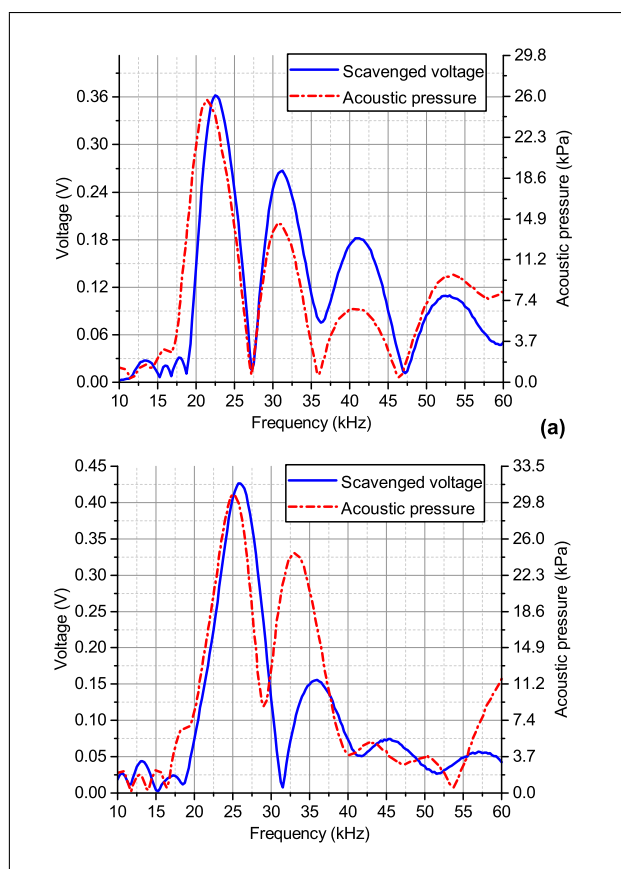 Scavenged voltage
Acoustic pressure
Voltage (V)
0.36
0.30
0.24
0.18
0.12
0.06
0.00
29.8
26.0
22.3
18.6
14.9
11.2
7.4
3.7
0.0
Acoustic pressure (kPa)
10 15 20 25 30 35 40 45 50 55 60
Frequency (kHz)
(a)
Scavenged voltage
Acoustic pressure
Voltage (V)
0.45
0.40
0.35
0.30
0.25
0.20
0.15
0.10
0.05
0.00
33.5
30.8
26.0
22.3
18.6
14.9
11.2
7.4
3.7
0.0
Acoustic pressure (kPa)
10 15 20 25 30 35 40 45 50 55 60
Frequency (kHz)